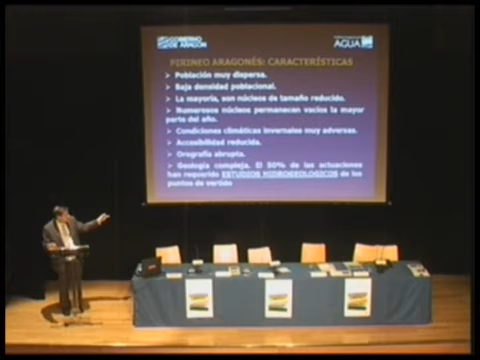 GOBIERNO
DE ARAGON
AGUA
PIRINEO ARAGONÉS: CARACTERÍSTICAS
➤ Población muy dispersa.
➤ Baja densidad poblacional.
➤ La mayoría, son núcleos de tamaño reducido.
➤ Numerosos núcleos permanecen vacíos la mayor
parte del año.
➤ Condiciones climáticas invernales muy adversas.
➤ Accesibilidad reducida.
➤ Orografía abrupta.
➤ Geología compleja. El 50% de las actuaciones
han requerido ESTUDIOS HIDROGEOLOGICOS de los
puntos de vertido